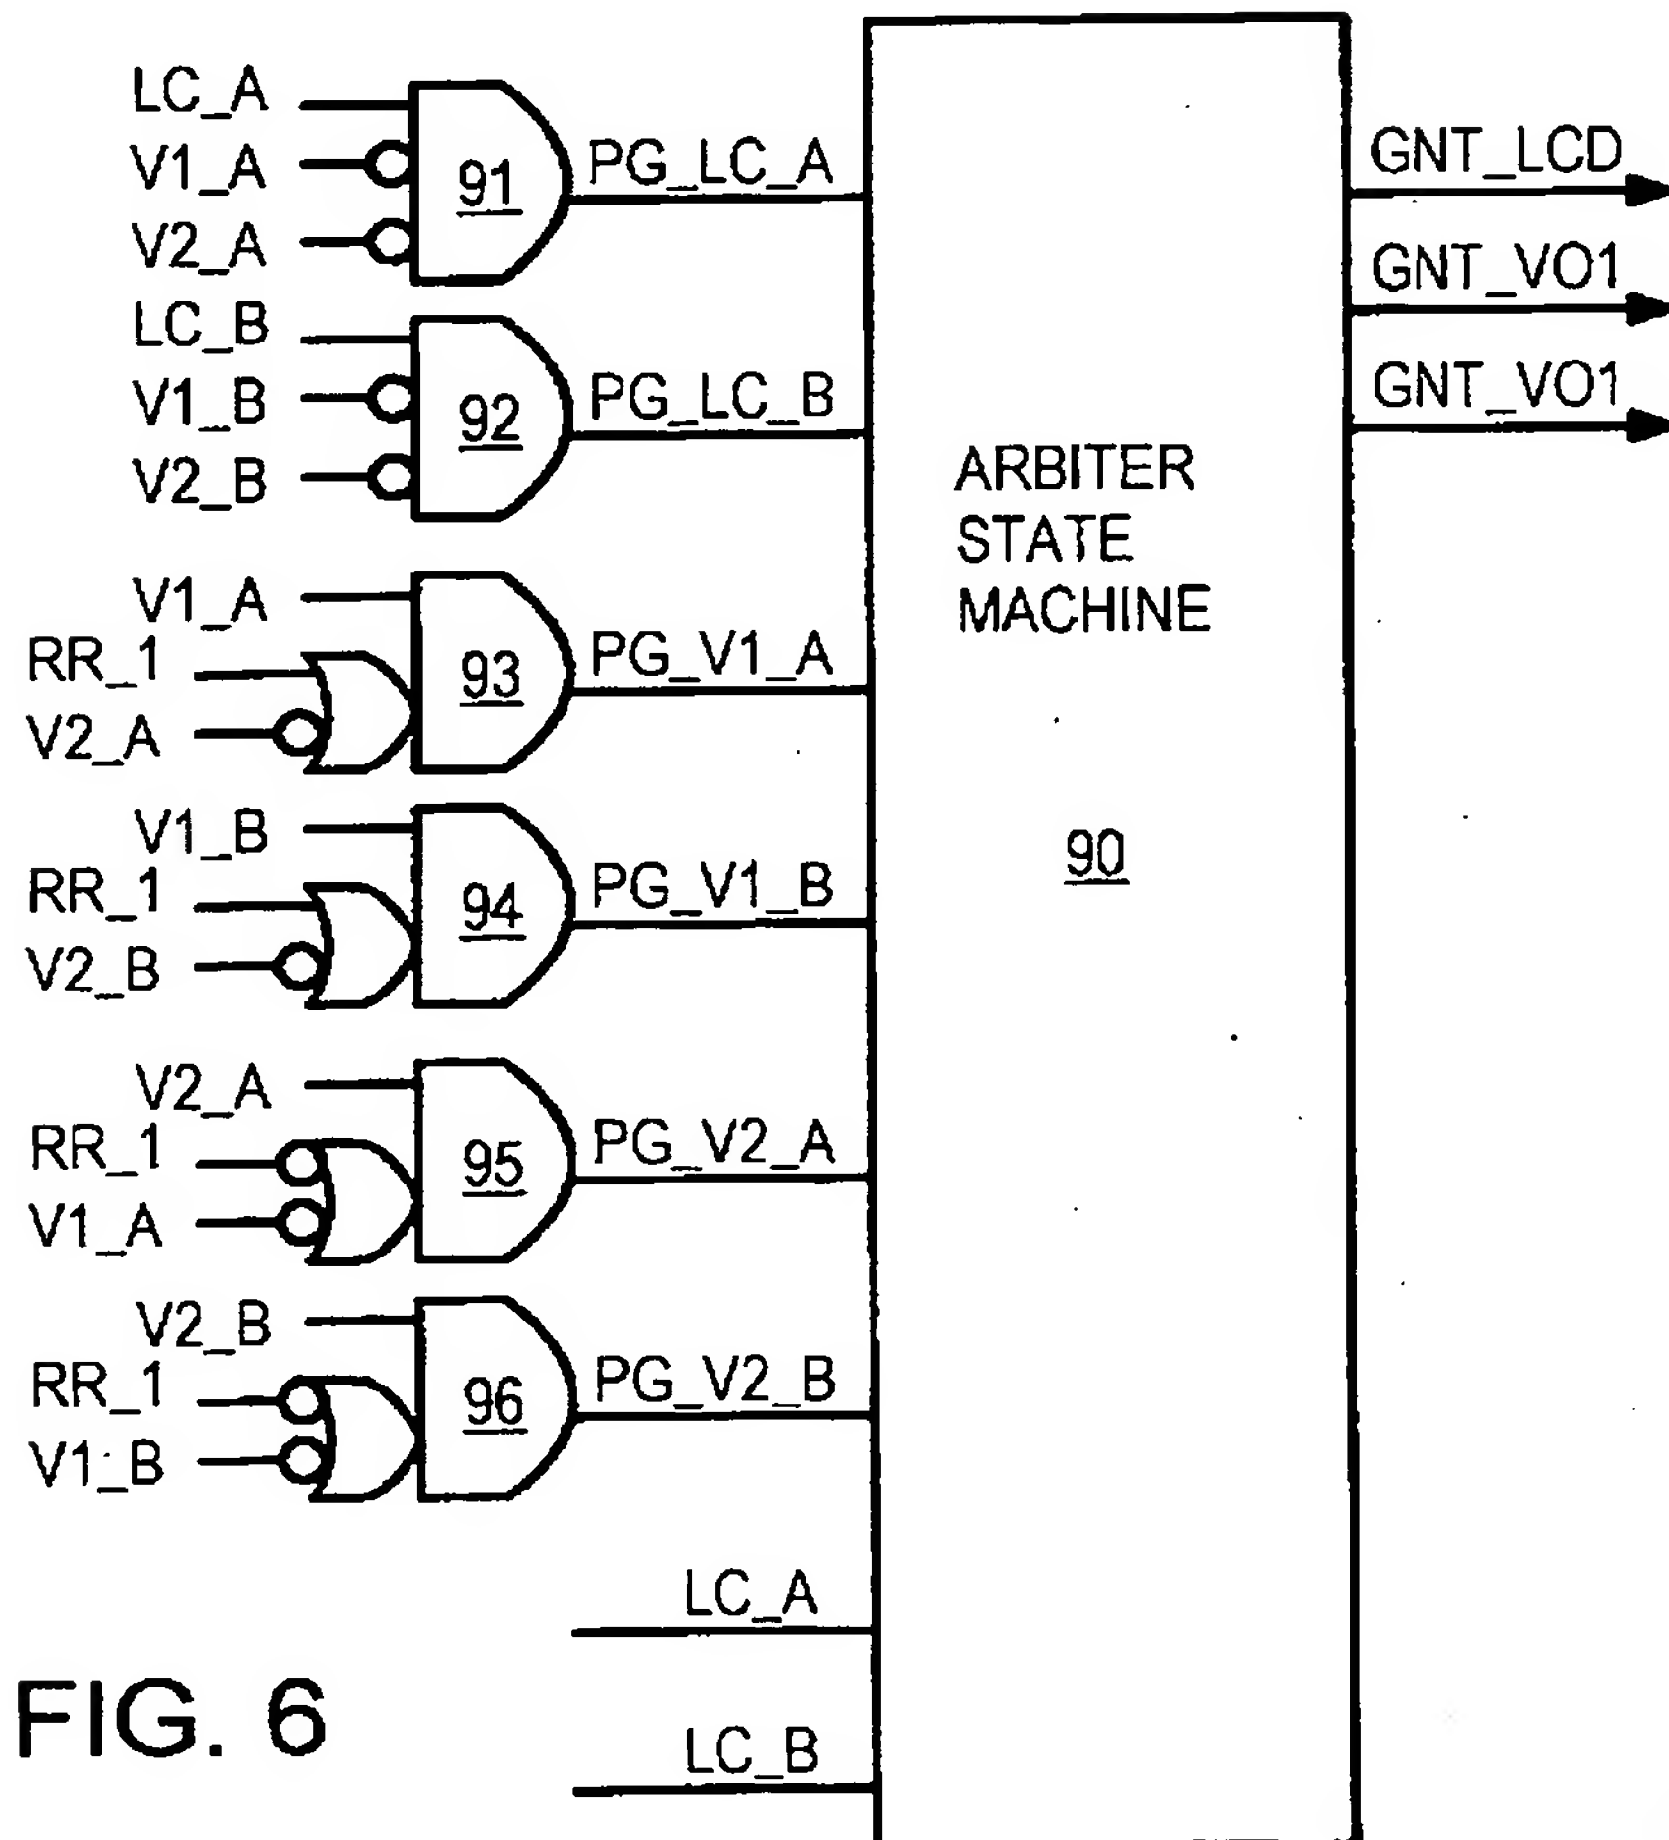 LC_A
V1_A
V2_A
91
PG_LC_A
LC_B
V1_B
V2_B
92
PG_LC_B
V1_A
RR_1
V2_A
93
PG_V1_A
V1_B
RR_1
V2_B
94
PG_V1_B
V2_A
RR_1
V1_A
95
PG_V2_A
V2_B
RR_1
V1_B
96
PG_V2_B
LC_A
LC_B
ARBITER
STATE
MACHINE
90
GNT_LCD
GNT_VO1
GNT_VO1
FIG. 6